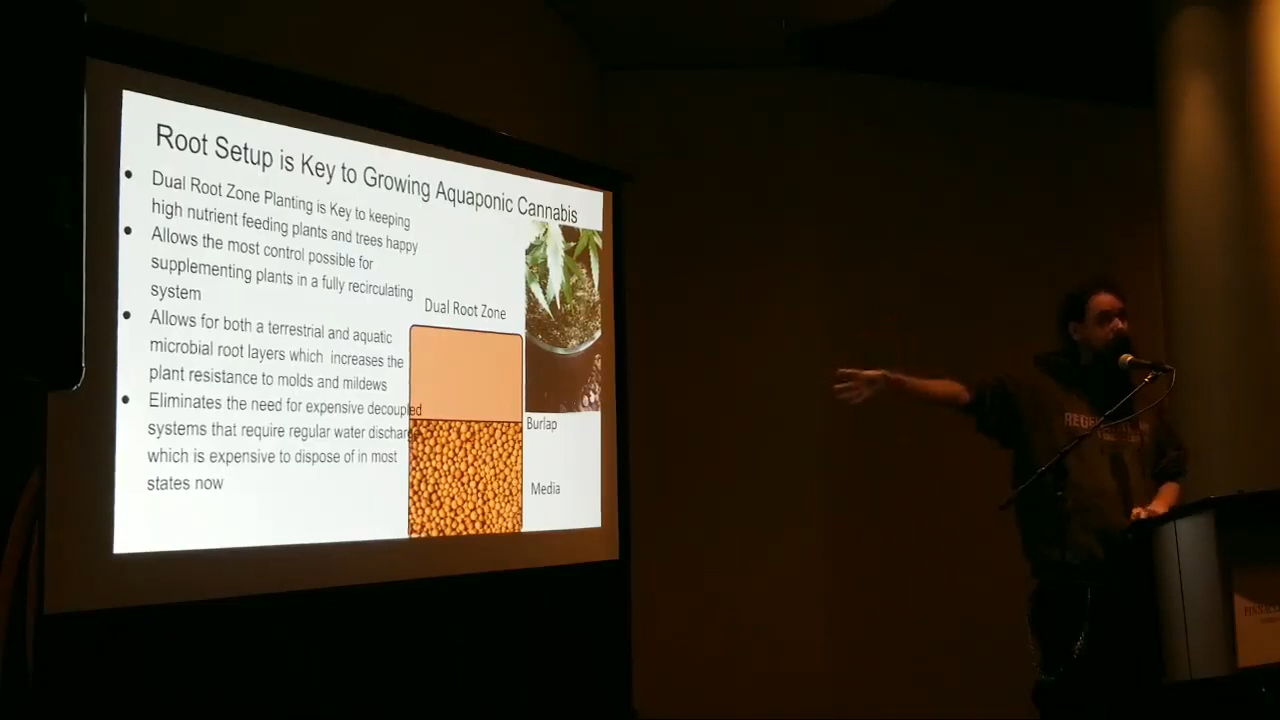 Root Setup is Key to Growing Aquaponic Cannabis
• Dual Root Zone Planting is Key to keeping
high nutrient feeding plants and trees happy
• Allows the most control possible for
supplementing plants in a fully recirculating
system
• Allows for both a terrestrial and aquatic
microbial root layers which increases the
plant resistance to molds and mildews
• Eliminates the need for expensive decoupled
systems that require regular water discharge
which is expensive to dispose of in most
states now
Dual Root Zone
Burlap
Media